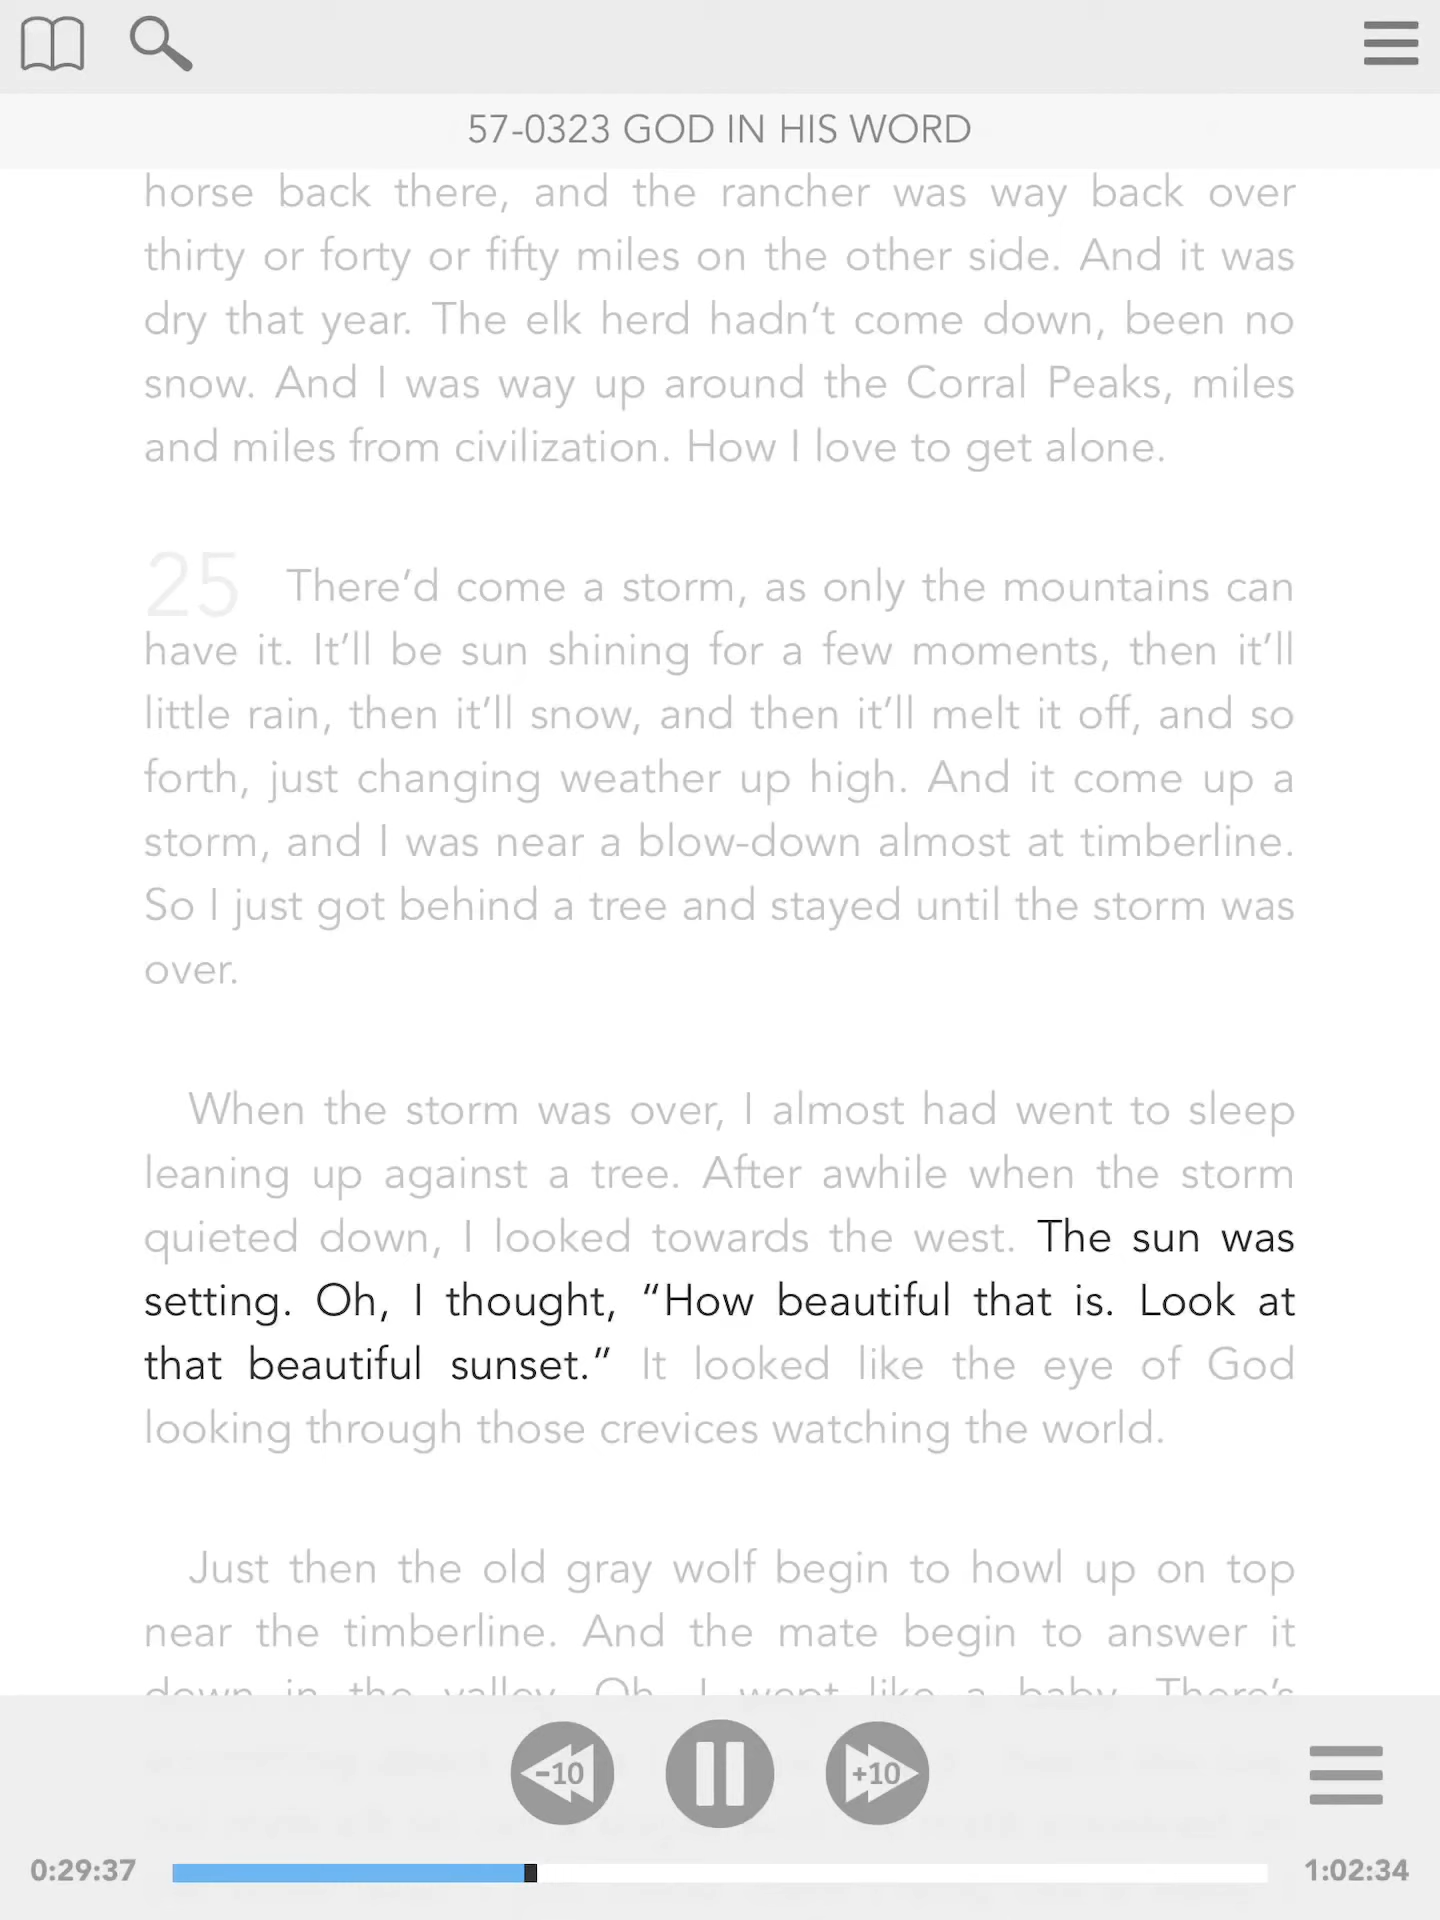 57-0323 GOD IN HIS WORD
horse back there, and the rancher was way back over
thirty or forty or fifty miles on the other side. And it was
dry that year. The elk herd hadn’t come down, been no
snow. And I was way up around the Corral Peaks, miles
and miles from civilization. How I love to get alone.
25 There’d come a storm, as only the mountains can
have it. It’ll be sun shining for a few moments, then it’ll
little rain, then it’ll snow, and then it’ll melt it off, and so
forth, just changing weather up high. And it come up a
storm, and I was near a blow-down almost at timberline.
So I just got behind a tree and stayed until the storm was
over.
When the storm was over, I almost had went to sleep
leaning up against a tree. After awhile when the storm
quieted down, I looked towards the west. The sun was
setting. Oh, I thought, “How beautiful that is. Look at
that beautiful sunset.” It looked like the eye of God
looking through those crevices watching the world.
Just then the old gray wolf begin to howl up on top
near the timberline. And the mate begin to answer it
down in the valley. Oh, I wept like a baby. There’s
-10 +10
0:29:37 1:02:34